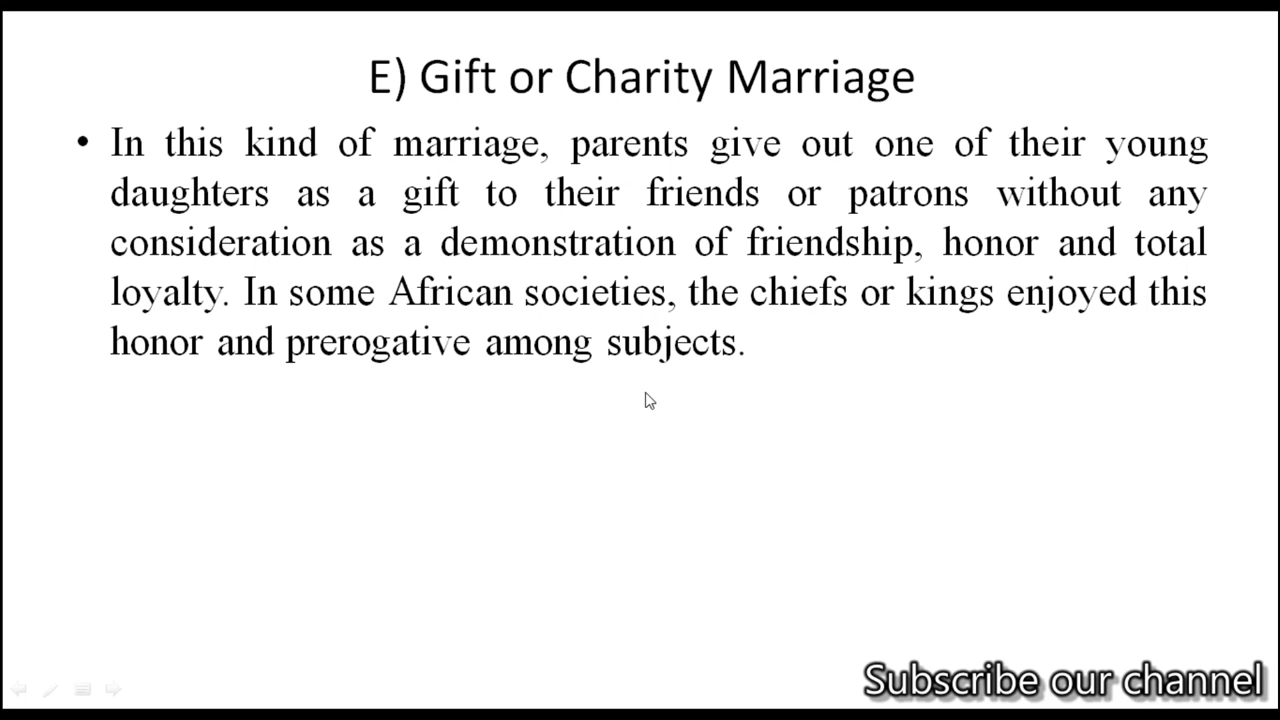 E) Gift or Charity Marriage
• In this kind of marriage, parents give out one of their young
daughters as a gift to their friends or patrons without any
consideration as a demonstration of friendship, honor and total
loyalty. In some African societies, the chiefs or kings enjoyed this
honor and prerogative among subjects.
Subscribe our channel